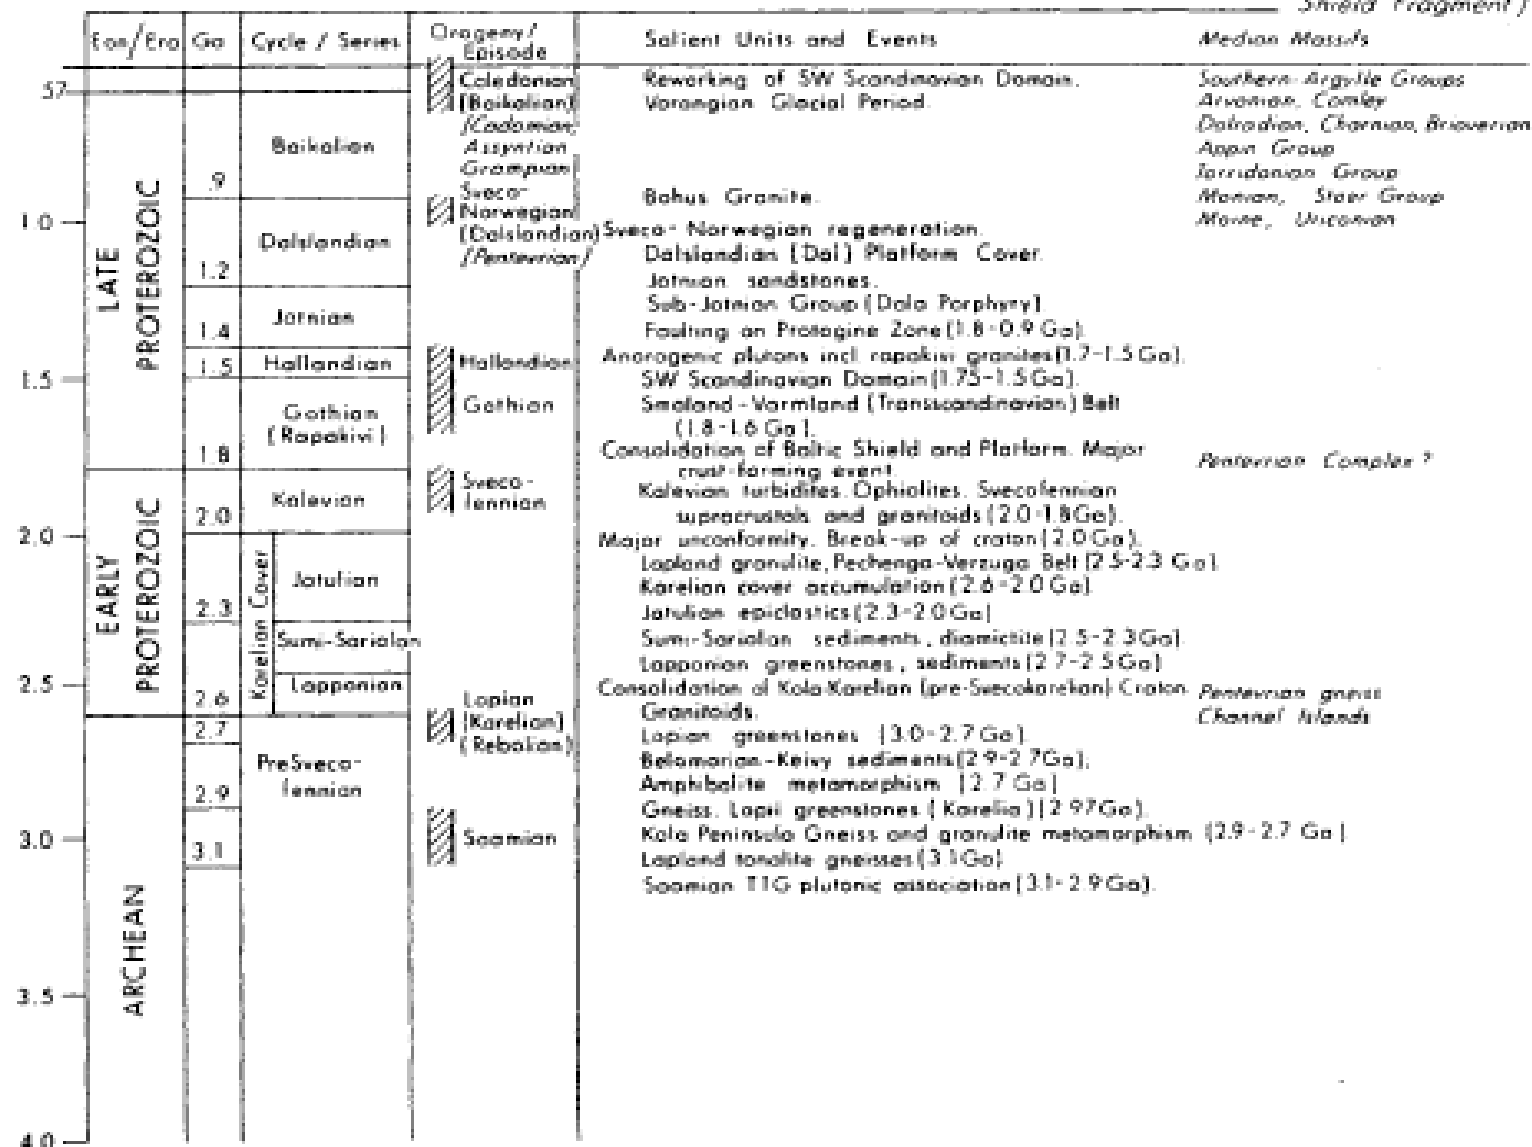 Shield Fragment)
Eon/Era Ga Cycle / Series Orogeny/ Episode Salient Units and Events Median Massifs
.57
1.0
1.5
2.0
2.5
3.0
3.5
4.0
LATE PROTEROZOIC
EARLY PROTEROZOIC
ARCHEAN
.9
1.2
1.4
1.5
1.8
2.0
2.3
2.6
2.7
2.9
3.1
Baikalian
Dalslandian
Jotnian
Hallandian
Gothian
(Rapakivi)
Kalevian
Karelian Cover
Jatulian
Sumi-Sariolan
Lapponian
PreSveco-
fennian
Caledonian
(Baikalian)
[Cadomian,
Assyntian
Grampian]
Sveco-
Norwegian
(Dalslandian)
[Pentevrian]
Hallandian
Gothian
Sveco-
fennian
Lopian
(Karelian)
(Rebolian)
Saamian
Reworking of SW Scandinavian Domain.
Varangian Glacial Period.
Bohus Granite.
Sveco-Norwegian regeneration.
Dalslandian (Dal) Platform Cover.
Jotnian sandstones.
Sub-Jotnian Group (Dala Porphyry)
Faulting on Protogine Zone (1.8-0.9 Ga).
Anorogenic plutons incl rapakivi granites (1.7-1.5 Ga).
SW Scandinavian Domain (1.75-1.5 Ga).
Smaland-Varmland (Transscandinavian) Belt
(1.8-1.6 Ga).
Consolidation of Baltic Shield and Platform. Major
crust-forming event.
Kalevian turbidites. Ophiolites. Svecofennian
supracrustals and granitoids (2.0-1.8 Ga).
Major unconformity. Break-up of craton (2.0 Ga).
Lapland granulite, Pechenga-Varzuga Belt (2.5-2.3 Ga).
Karelian cover accumulation (2.6-2.0 Ga)
Jatulian epiclastics (2.3-2.0 Ga)
Sumi-Sariolan sediments, diamictite (2.5-2.3 Ga)
Lapponian greenstones, sediments (2.7-2.5 Ga)
Consolidation of Kola-Karelian (pre-Svecokarelian) Craton
Granitoids.
Lopian greenstones (3.0-2.7 Ga)
Belomorian-Keivy sediments (2.9-2.7 Ga).
Amphibolite metamorphism (2.7 Ga)
Gneiss. Lopii greenstones (Karelia) (2.97 Ga).
Kola Peninsula Gneiss and granulite metamorphism (2.9-2.7 Ga)
Lapland tonalite gneisses (3.1 Ga)
Saamian TTG plutonic association (3.1-2.9 Ga).
Southern-Argylle Groups
Arvonian, Comley
Dalradian, Charnian, Brioverian
Appin Group
Torridonian Group
Monian, Stoer Group
Moine, Uriconian
Pentevrian Complex ?
Pentevrian gneiss
Channel Islands